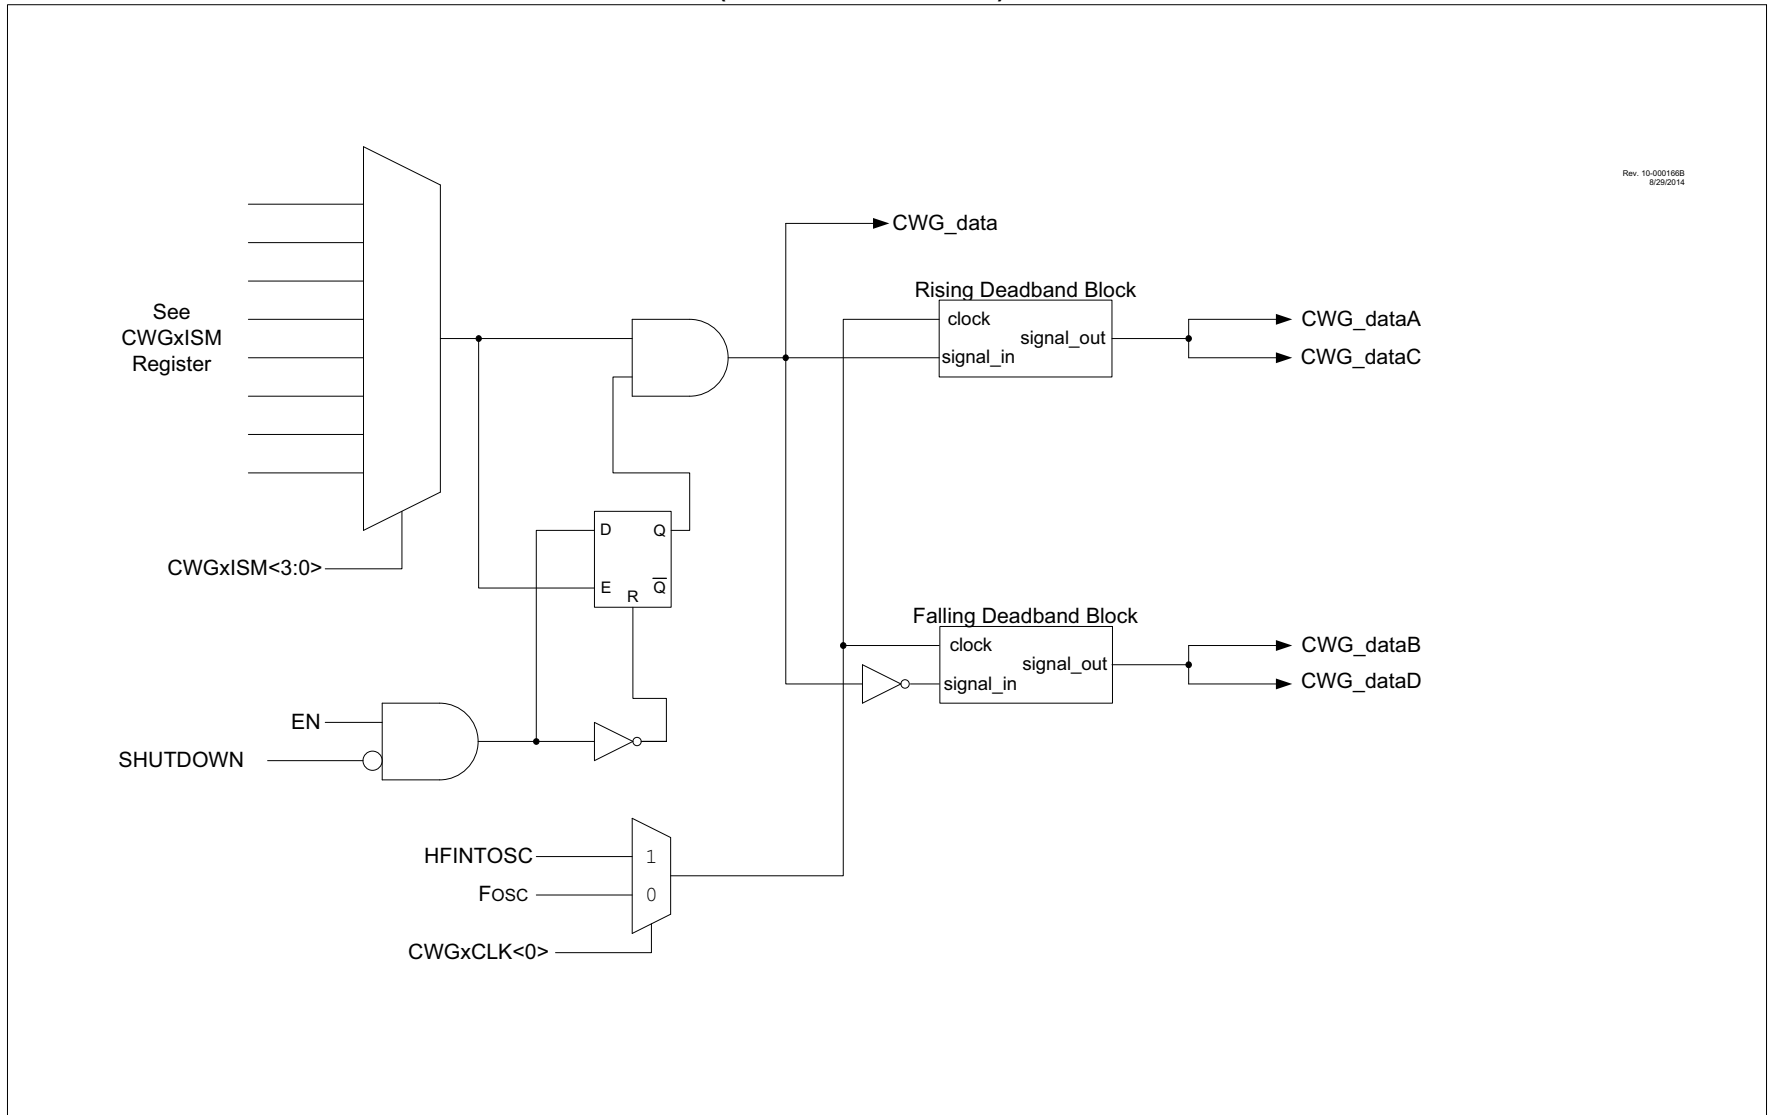 Rev. 10-000166B
8/29/2014
CWG_data
Rising Deadband Block
clock
signal_out
signal_in
CWG_dataA
CWG_dataC
See
CWGxISM
Register
CWGxISM<3:0>
D
Q
E
R
Q̅
Falling Deadband Block
clock
signal_out
signal_in
CWG_dataB
CWG_dataD
EN
SHUTDOWN
HFINTOSC
1
FOSC
0
CWGxCLK<0>